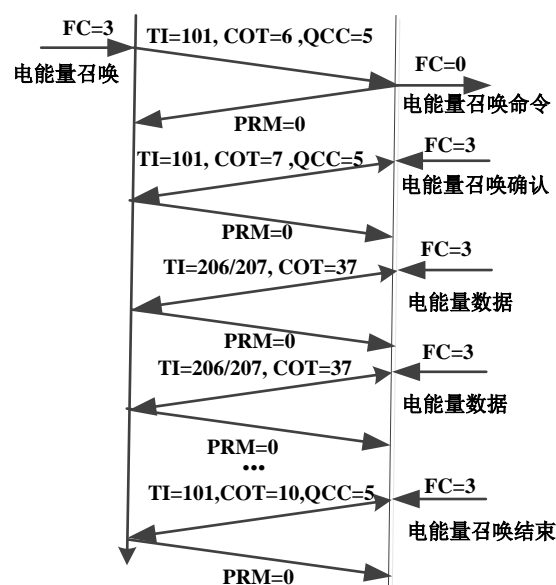 FC=3
TI=101, COT=6 ,QCC=5
FC=0
电能量召唤
电能量召唤命令
PRM=0
FC=3
TI=101, COT=7 ,QCC=5
电能量召唤确认
PRM=0
FC=3
TI=206/207, COT=37
电能量数据
PRM=0
FC=3
TI=206/207, COT=37
电能量数据
PRM=0
...
FC=3
TI=101,COT=10,QCC=5
电能量召唤结束
PRM=0